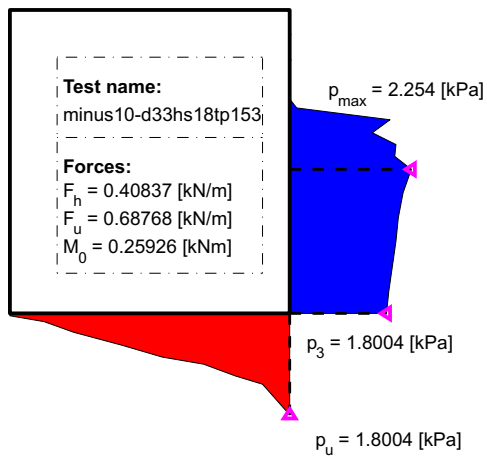 p_max = 2.254 [kPa]
Test name:
minus10-d33hs18tp153
Forces:
F_h = 0.40837 [kN/m]
F_u = 0.68768 [kN/m]
M_0 = 0.25926 [kNm]
p_3 = 1.8004 [kPa]
p_u = 1.8004 [kPa]